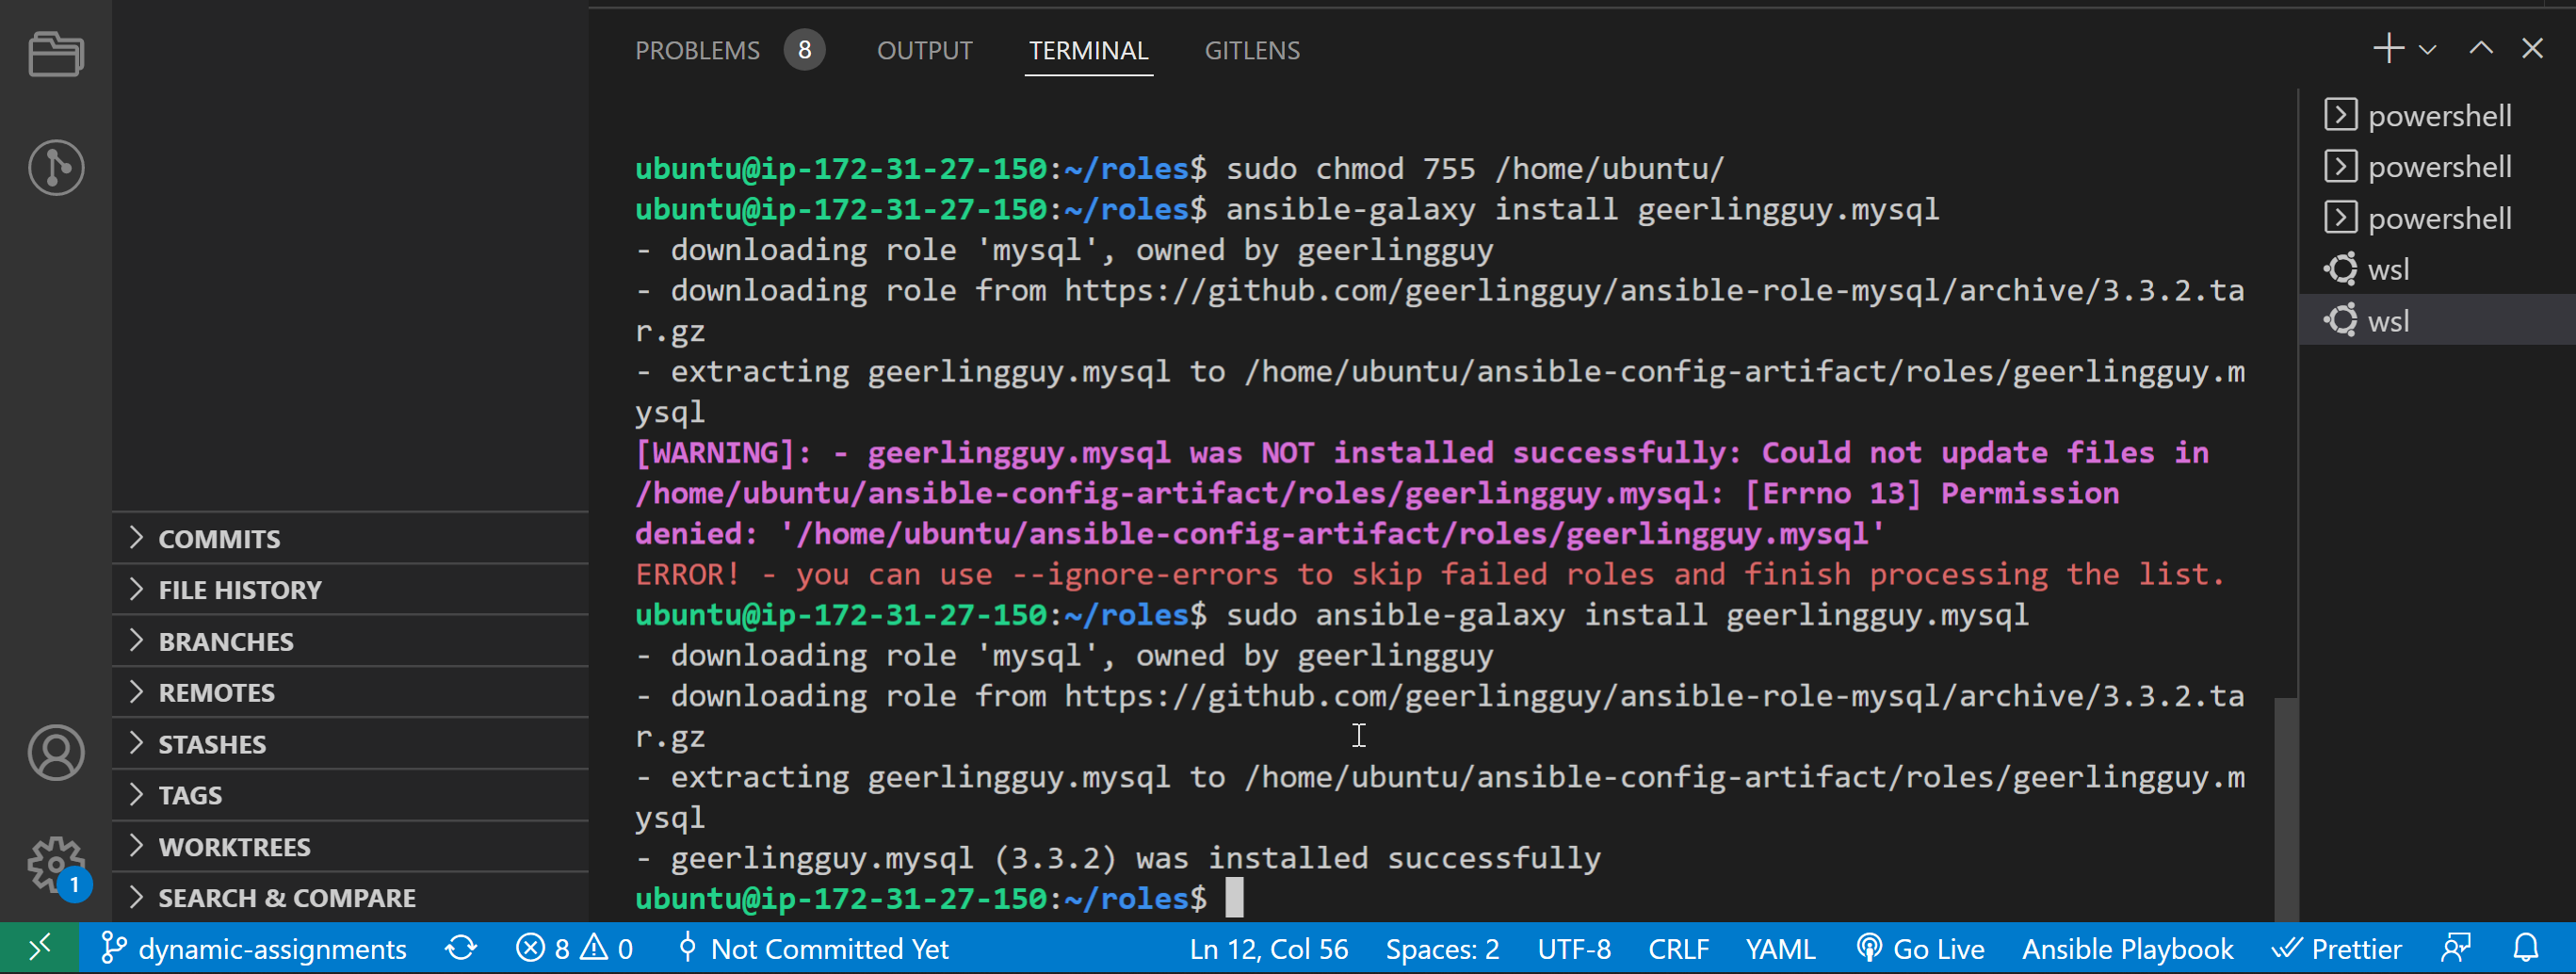 PROBLEMS 8 OUTPUT TERMINAL GITLENS
ubuntu@ip-172-31-27-150:~/roles$ sudo chmod 755 /home/ubuntu/
ubuntu@ip-172-31-27-150:~/roles$ ansible-galaxy install geerlingguy.mysql
- downloading role 'mysql', owned by geerlingguy
- downloading role from https://github.com/geerlingguy/ansible-role-mysql/archive/3.3.2.ta
r.gz
- extracting geerlingguy.mysql to /home/ubuntu/ansible-config-artifact/roles/geerlingguy.m
ysql
[WARNING]: - geerlingguy.mysql was NOT installed successfully: Could not update files in
/home/ubuntu/ansible-config-artifact/roles/geerlingguy.mysql: [Errno 13] Permission
denied: '/home/ubuntu/ansible-config-artifact/roles/geerlingguy.mysql'
ERROR! - you can use --ignore-errors to skip failed roles and finish processing the list.
ubuntu@ip-172-31-27-150:~/roles$ sudo ansible-galaxy install geerlingguy.mysql
- downloading role 'mysql', owned by geerlingguy
- downloading role from https://github.com/geerlingguy/ansible-role-mysql/archive/3.3.2.ta
r.gz
- extracting geerlingguy.mysql to /home/ubuntu/ansible-config-artifact/roles/geerlingguy.m
ysql
- geerlingguy.mysql (3.3.2) was installed successfully
ubuntu@ip-172-31-27-150:~/roles$
powershell
powershell
powershell
wsl
wsl
COMMITS
FILE HISTORY
BRANCHES
REMOTES
STASHES
TAGS
WORKTREES
SEARCH & COMPARE
1
dynamic-assignments 8 0 Not Committed Yet Ln 12, Col 56 Spaces: 2 UTF-8 CRLF YAML Go Live Ansible Playbook Prettier